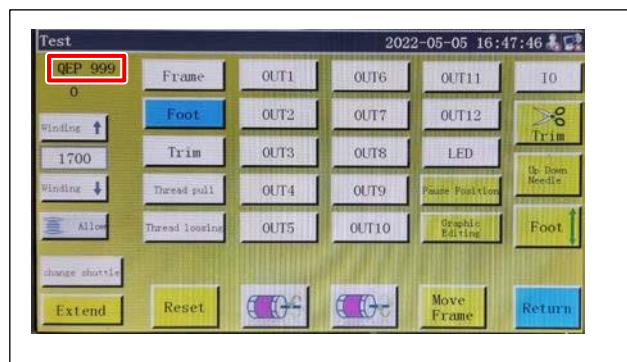 Test 2022-05-05 16:47:46
QEP 999 Frame OUT1 OUT6 OUT11 IO
0
Foot OUT2 OUT7 OUT12 Trim
Winding
1700 Trim OUT3 OUT8 LED Up Down
Needle
Winding Thread pull OUT4 OUT9 Pause Position
Allow Thread loosing OUT5 OUT10 Graphic
Editing Foot
change shuttle
Extend Reset Move
Frame Return